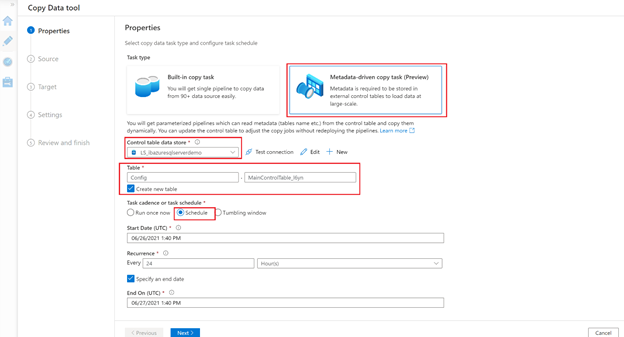 Copy Data tool
1 Properties
2 Source
3 Target
4 Settings
5 Review and finish
Properties
Select copy data task type and configure task schedule
Task type
Built-in copy task
You will get single pipeline to copy data
from 90+ data source easily.
Metadata-driven copy task (Preview)
Metadata is required to be stored in
external control tables to load data at
large-scale.
You will get parameterized pipelines which can read metadata (tables name etc.) from the control table and copy them
dynamically. You can update the control table to adjust the copy jobs without redeploying the pipelines. Learn more
Control table data store *
LS_ibazuresqlserverdemo
Test connection
Edit
+ New
Table *
Config . MainControlTable_l6yn
Create new table
Task cadence or task schedule *
Run once now
Schedule
Tumbling window
Start Date (UTC) *
06/26/2021 1:40 PM
Recurrence *
Every 24 Hour(s)
Specify an end date
End On (UTC) *
06/27/2021 1:40 PM
< Previous
Next >
Cancel